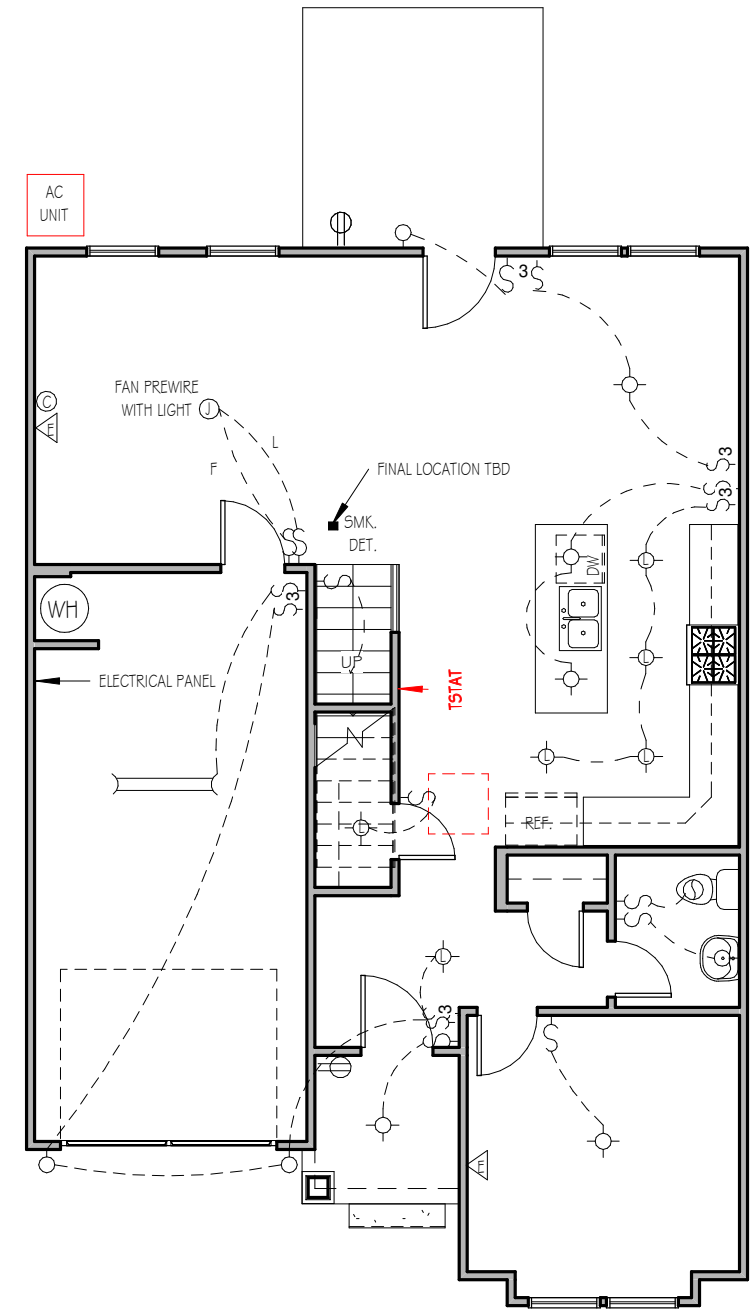 AC
UNIT
3
FAN PREWIRE
WITH LIGHT
J
C
E
L
F
FINAL LOCATION TBD
3
3
SMK.
DET.
DW
L
3
WH
UP
ELECTRICAL PANEL
TSTAT
L
L
L
L
REF.
L
3
E